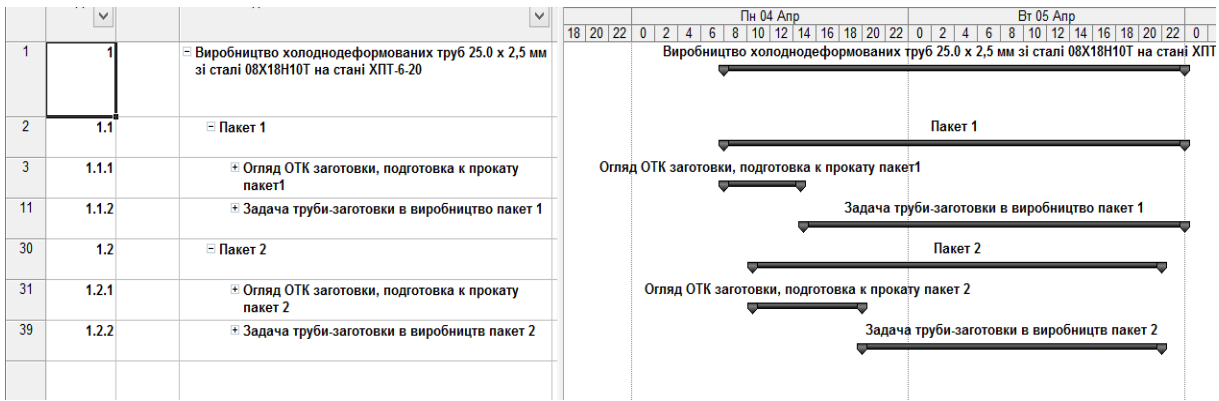 Пн 04 Апр Вт 05 Апр
18 20 22 0 2 4 6 8 10 12 14 16 18 20 22 0 2 4 6 8 10 12 14 16 18 20 22 0
1 1 Виробництво холоднодеформованих труб 25.0 х 2,5 мм
зі сталі 08Х18Н10Т на стані ХПТ-6-20
Виробництво холоднодеформованих труб 25.0 х 2,5 мм зі сталі 08Х18Н10Т на стані ХПТ
2 1.1 Пакет 1
Пакет 1
3 1.1.1 Огляд ОТК заготовки, подготовка к прокату
пакет1
Огляд ОТК заготовки, подготовка к прокату пакет1
11 1.1.2 Задача труби-заготовки в виробництво пакет 1
Задача труби-заготовки в виробництво пакет 1
30 1.2 Пакет 2
Пакет 2
31 1.2.1 Огляд ОТК заготовки, подготовка к прокату
пакет 2
Огляд ОТК заготовки, подготовка к прокату пакет 2
39 1.2.2 Задача труби-заготовки в виробництв пакет 2
Задача труби-заготовки в виробництв пакет 2